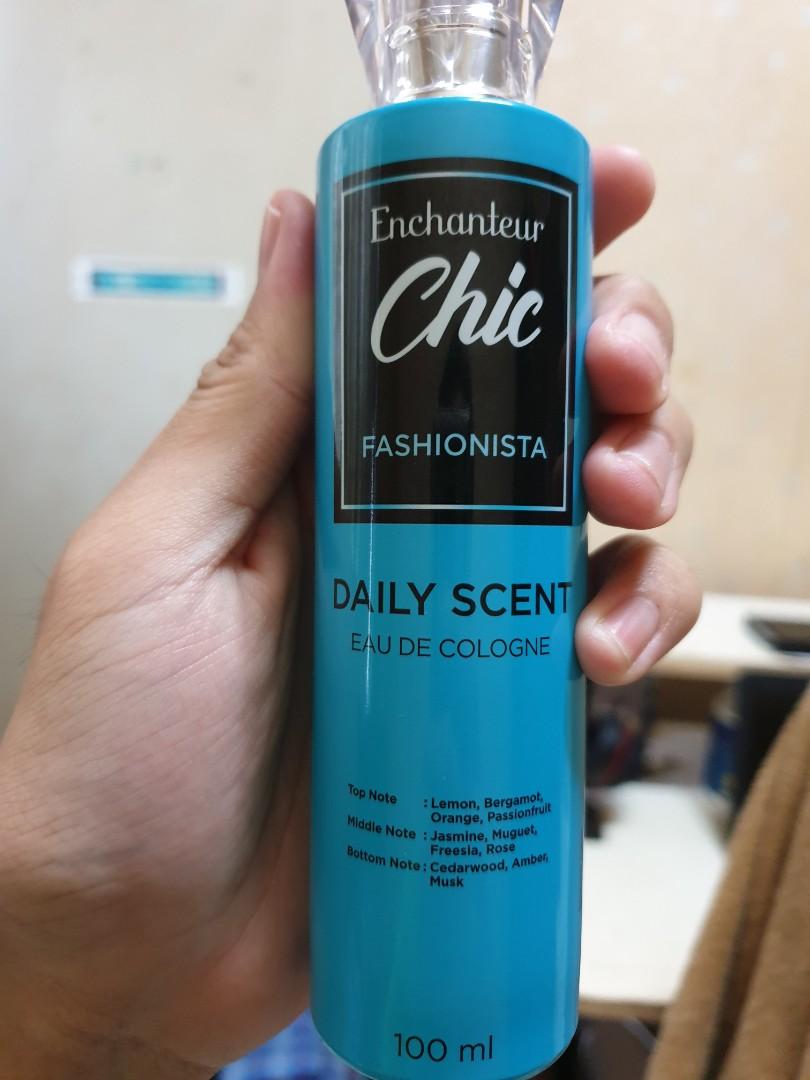 Enchanteur
Chic
FASHIONISTA
DAILY SCENT
EAU DE COLOGNE
Top Note : Lemon, Bergamot,
Orange, Passionfruit
Middle Note : Jasmine, Muguet,
Freesia, Rose
Bottom Note : Cedarwood, Amber,
Musk
100 ml